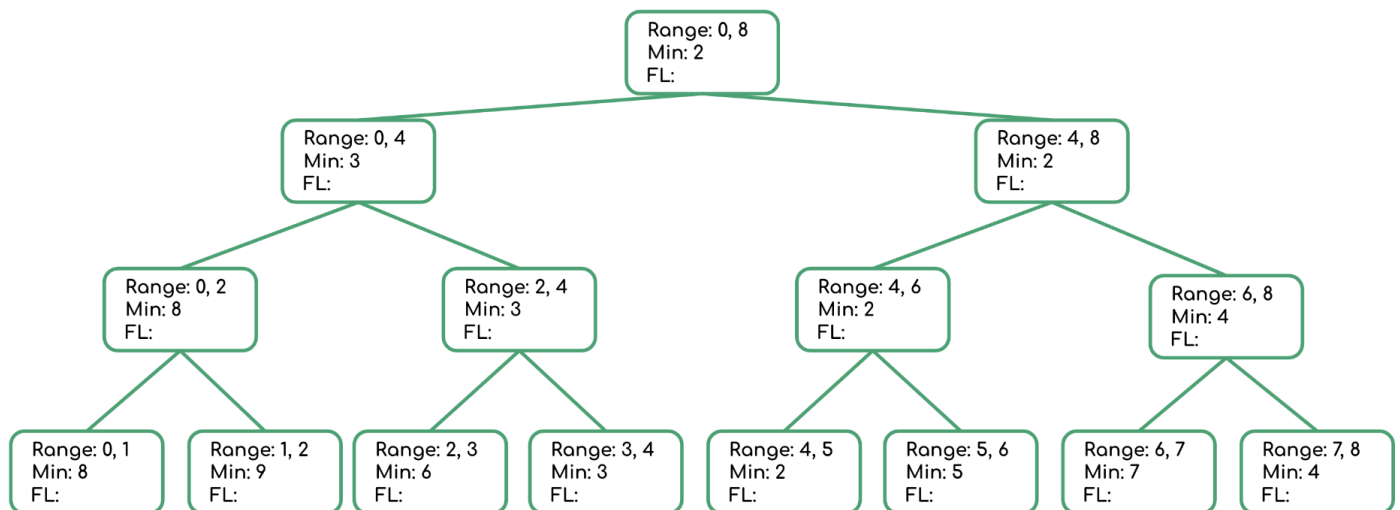 Range: 0, 8
Min: 2
FL:
Range: 0, 4
Min: 3
FL:
Range: 4, 8
Min: 2
FL:
Range: 0, 2
Min: 8
FL:
Range: 2, 4
Min: 3
FL:
Range: 4, 6
Min: 2
FL:
Range: 6, 8
Min: 4
FL:
Range: 0, 1
Min: 8
FL:
Range: 1, 2
Min: 9
FL:
Range: 2, 3
Min: 6
FL:
Range: 3, 4
Min: 3
FL:
Range: 4, 5
Min: 2
FL:
Range: 5, 6
Min: 5
FL:
Range: 6, 7
Min: 7
FL:
Range: 7, 8
Min: 4
FL: